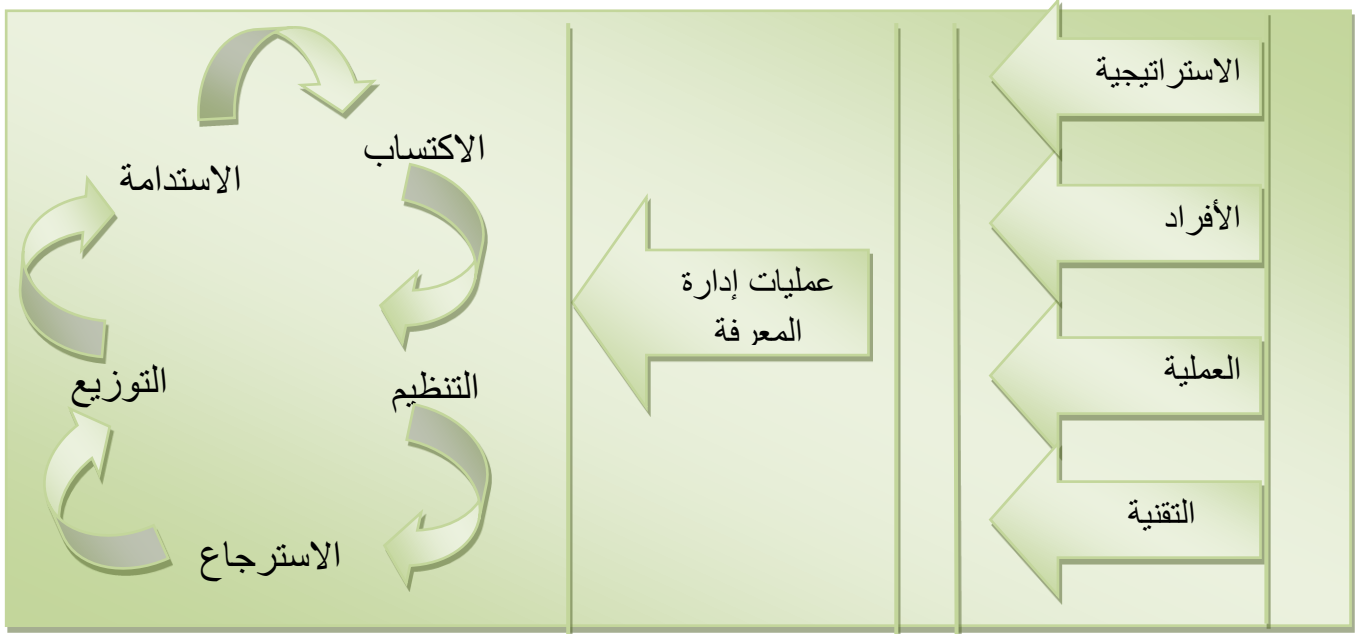 الاستراتيجية
الأفراد
العملية
التقنية
عمليات إدارة
المعرفة
الاكتساب
التنظيم
الاسترجاع
التوزيع
الاستدامة